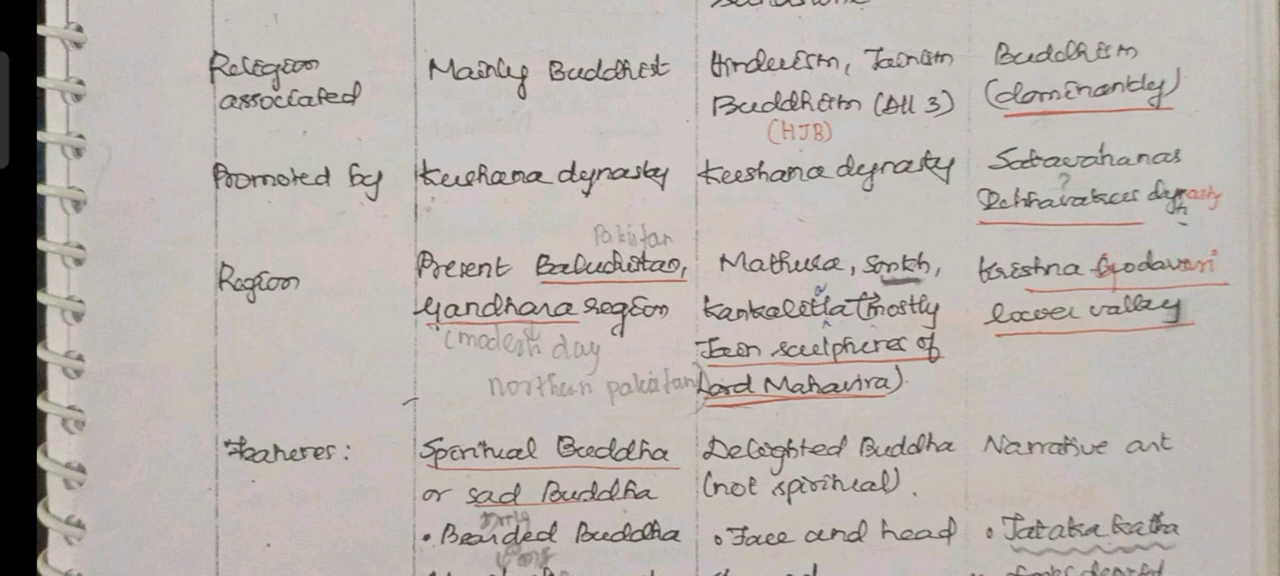 Religion associated
Mainly Buddhist
Hinduism, Jainism
Buddhism (All 3)
(HJB)
Buddhism
(dominantly)
Promoted by
Kushana dynasty
Kushana dynasty
Satavahanas
?
dynasty
Region
Pakistan
Present Baluchistan,
Gandhara region
(modern day
northern pakistan)
Mathura, Sonkh,
Kankalitila (mostly
Jain sculptures of
Lord Mahavira).
Krishna Godavari
lower valley
Features:
Spiritual Buddha
or sad Buddha
• Bearded Buddha
Delighted Buddha
(not spiritual).
• Face and head
Narrative art
• Jataka katha